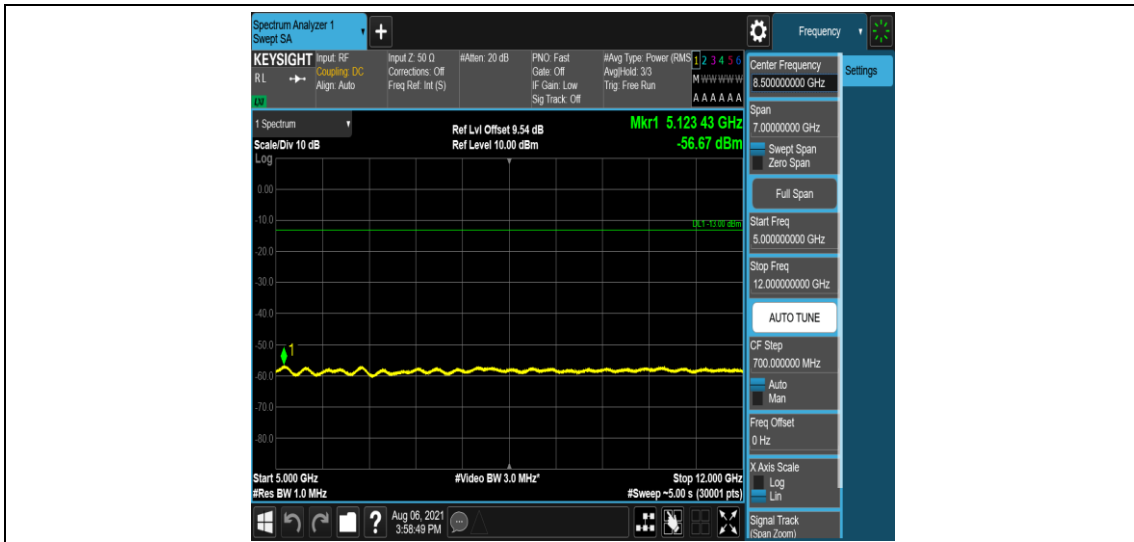 Spectrum Analyzer 1
Swept SA
+
Frequency
KEYSIGHT Input: RF Input Z: 50 Ω #Atten: 20 dB PNO: Fast #Avg Type: Power (RMS 1 2 3 4 5 6
RL Coupling: DC Corrections: Off Gate: Off Avg|Hold: 3/3 M W W W W W
Align: Auto Freq Ref: Int (S) IF Gain: Low Trig: Free Run
Sig Track: Off A A A A A A
LM
1 Spectrum
Ref Lvl Offset 9.54 dB
Mkr1 5.123 43 GHz
Scale/Div 10 dB
Ref Level 10.00 dBm
-56.67 dBm
Log
0.00
-10.0
DL1 -13.00 dBm
-20.0
-30.0
-40.0
-50.0
1
-60.0
-70.0
-80.0
Start 5.000 GHz
#Video BW 3.0 MHz*
Stop 12.000 GHz
#Res BW 1.0 MHz
#Sweep ~5.00 s (30001 pts)
Center Frequency
8.500000000 GHz
Settings
Span
7.00000000 GHz
Swept Span
Zero Span
Full Span
Start Freq
5.000000000 GHz
Stop Freq
12.000000000 GHz
AUTO TUNE
CF Step
700.000000 MHz
Auto
Man
Freq Offset
0 Hz
X Axis Scale
Log
Lin
Signal Track
(Span Zoom)
?
Aug 06, 2021
3:58:49 PM